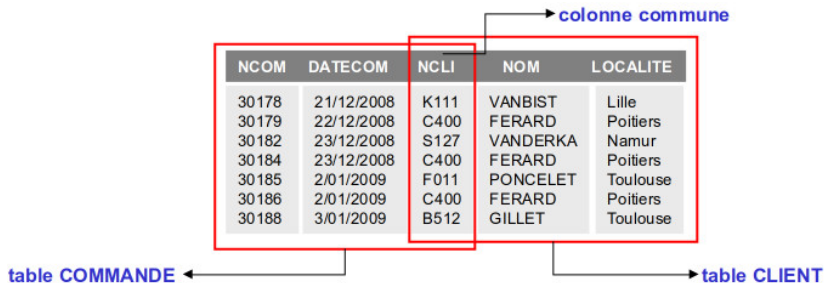 colonne commune
NCOM DATECOM NCLI NOM LOCALITE
30178 21/12/2008 K111 VANBIST Lille
30179 22/12/2008 C400 FERARD Poitiers
30182 23/12/2008 S127 VANDERKA Namur
30184 23/12/2008 C400 FERARD Poitiers
30185 2/01/2009 F011 PONCELET Toulouse
30186 2/01/2009 C400 FERARD Poitiers
30188 3/01/2009 B512 GILLET Toulouse
table COMMANDE table CLIENT